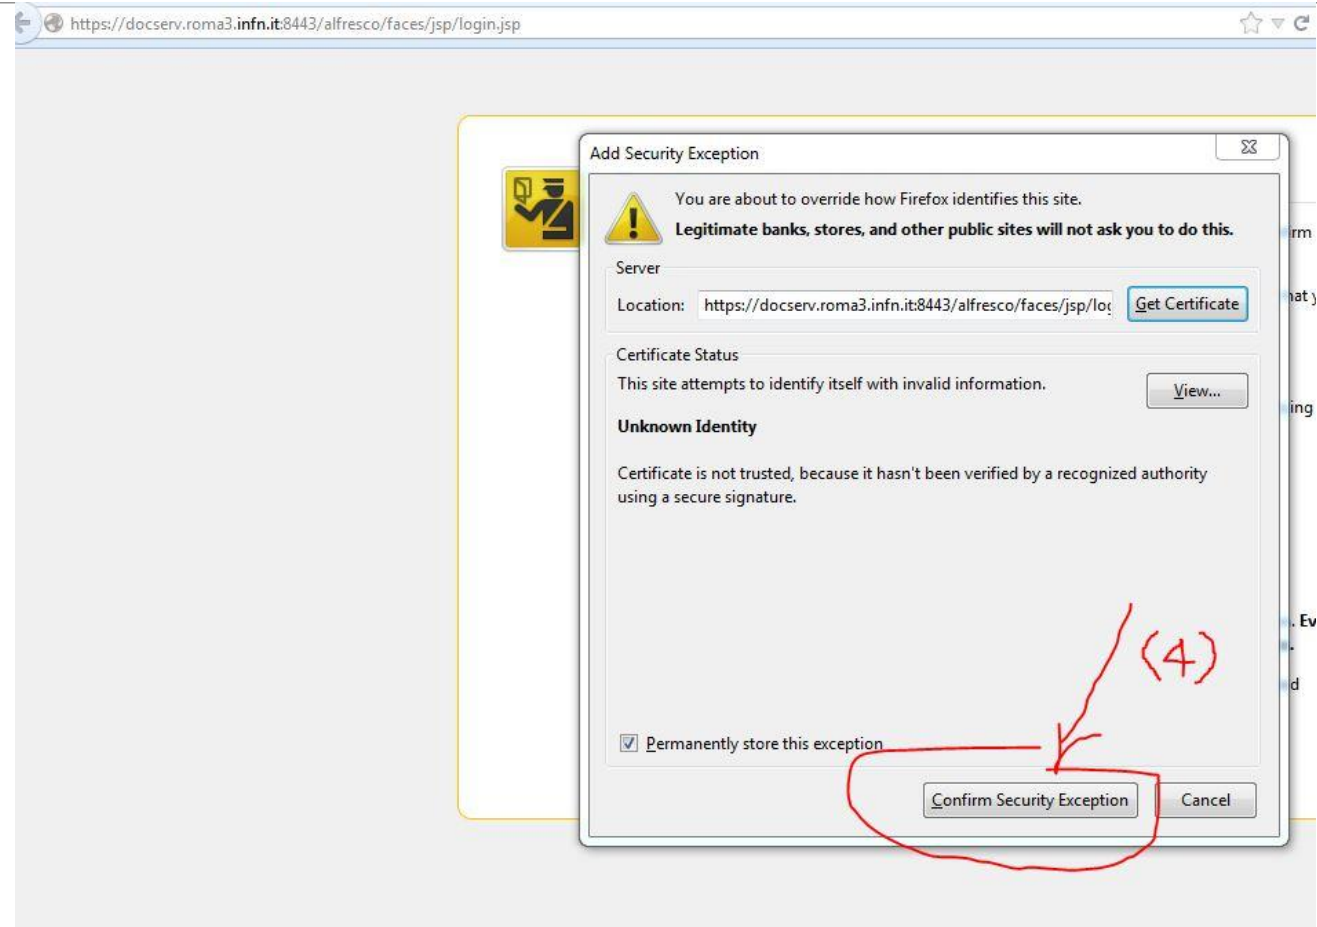 https://docserv.roma3.infn.it:8443/alfresco/faces/jsp/login.jsp
Add Security Exception
You are about to override how Firefox identifies this site.
Legitimate banks, stores, and other public sites will not ask you to do this.
Server
Location: https://docserv.roma3.infn.it:8443/alfresco/faces/jsp/log Get Certificate
Certificate Status
This site attempts to identify itself with invalid information.
View...
Unknown Identity
Certificate is not trusted, because it hasn't been verified by a recognized authority
using a secure signature.
(4)
Permanently store this exception
Confirm Security Exception Cancel